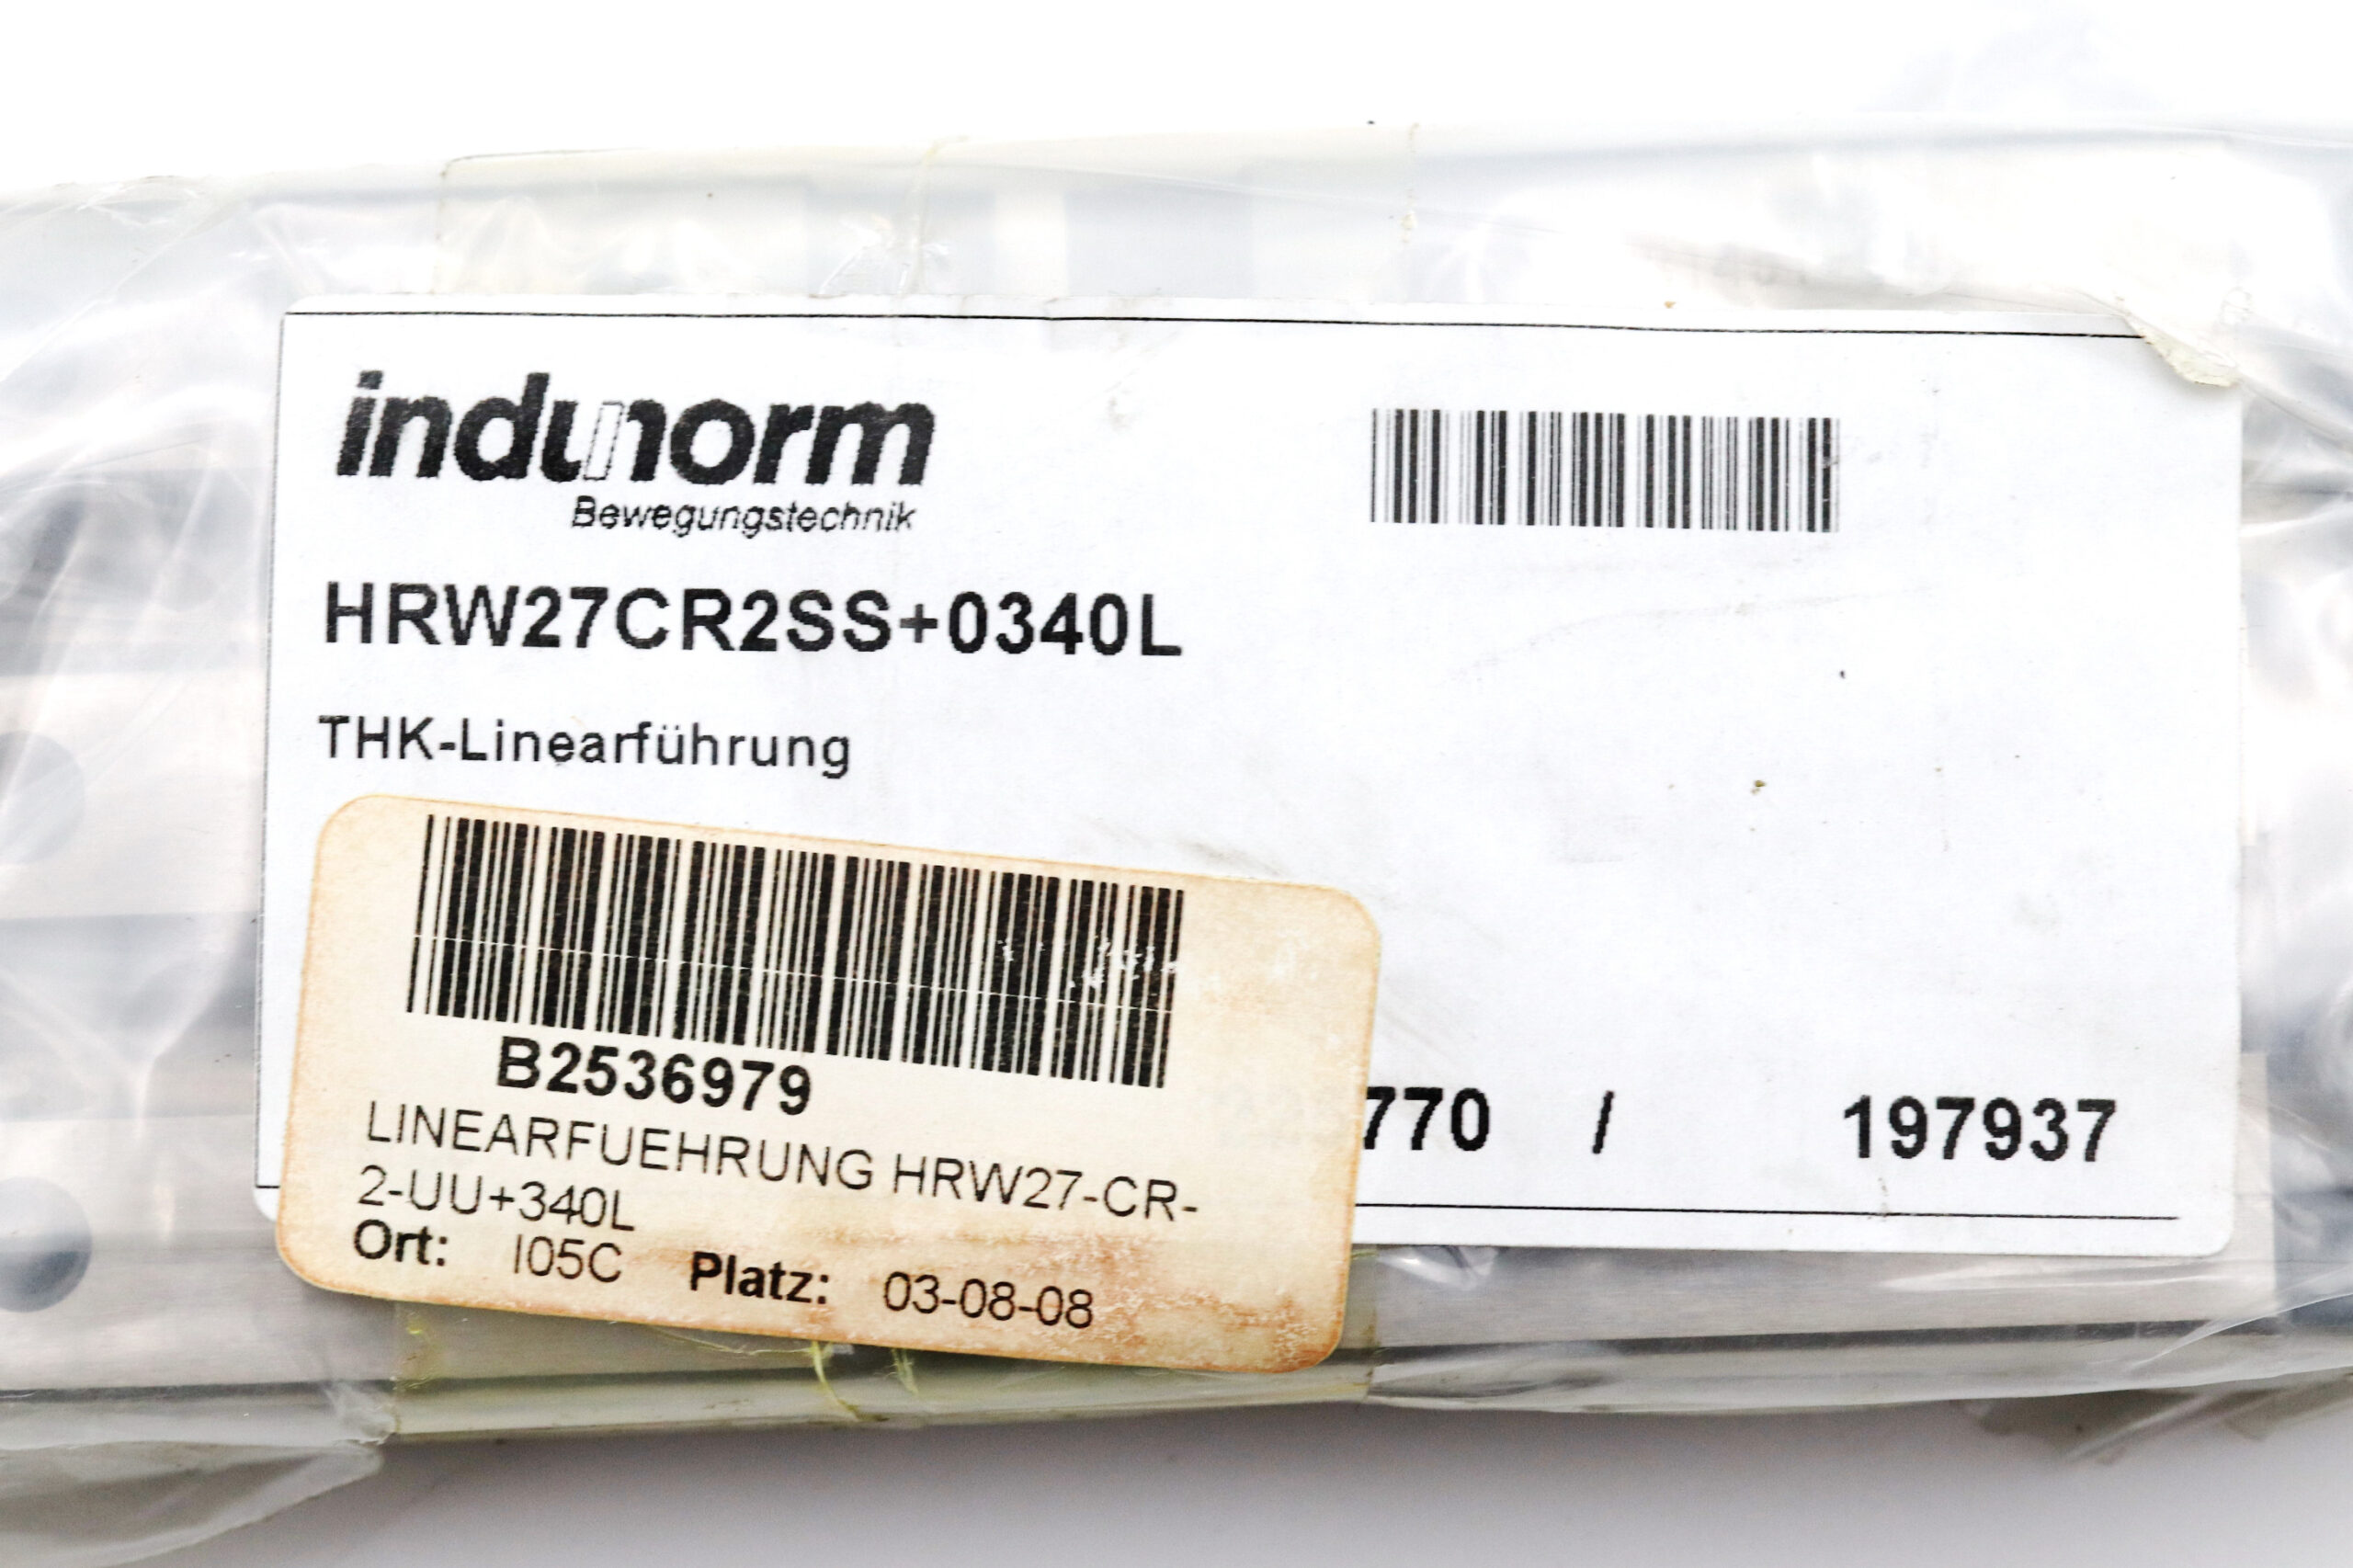 indunorm
Bewegungstechnik
HRW27CR2SS+0340L
THK-Linearführung
770 / 197937
B2536979
LINEARFUEHRUNG HRW27-CR-
2-UU+340L
Ort: I05C Platz: 03-08-08